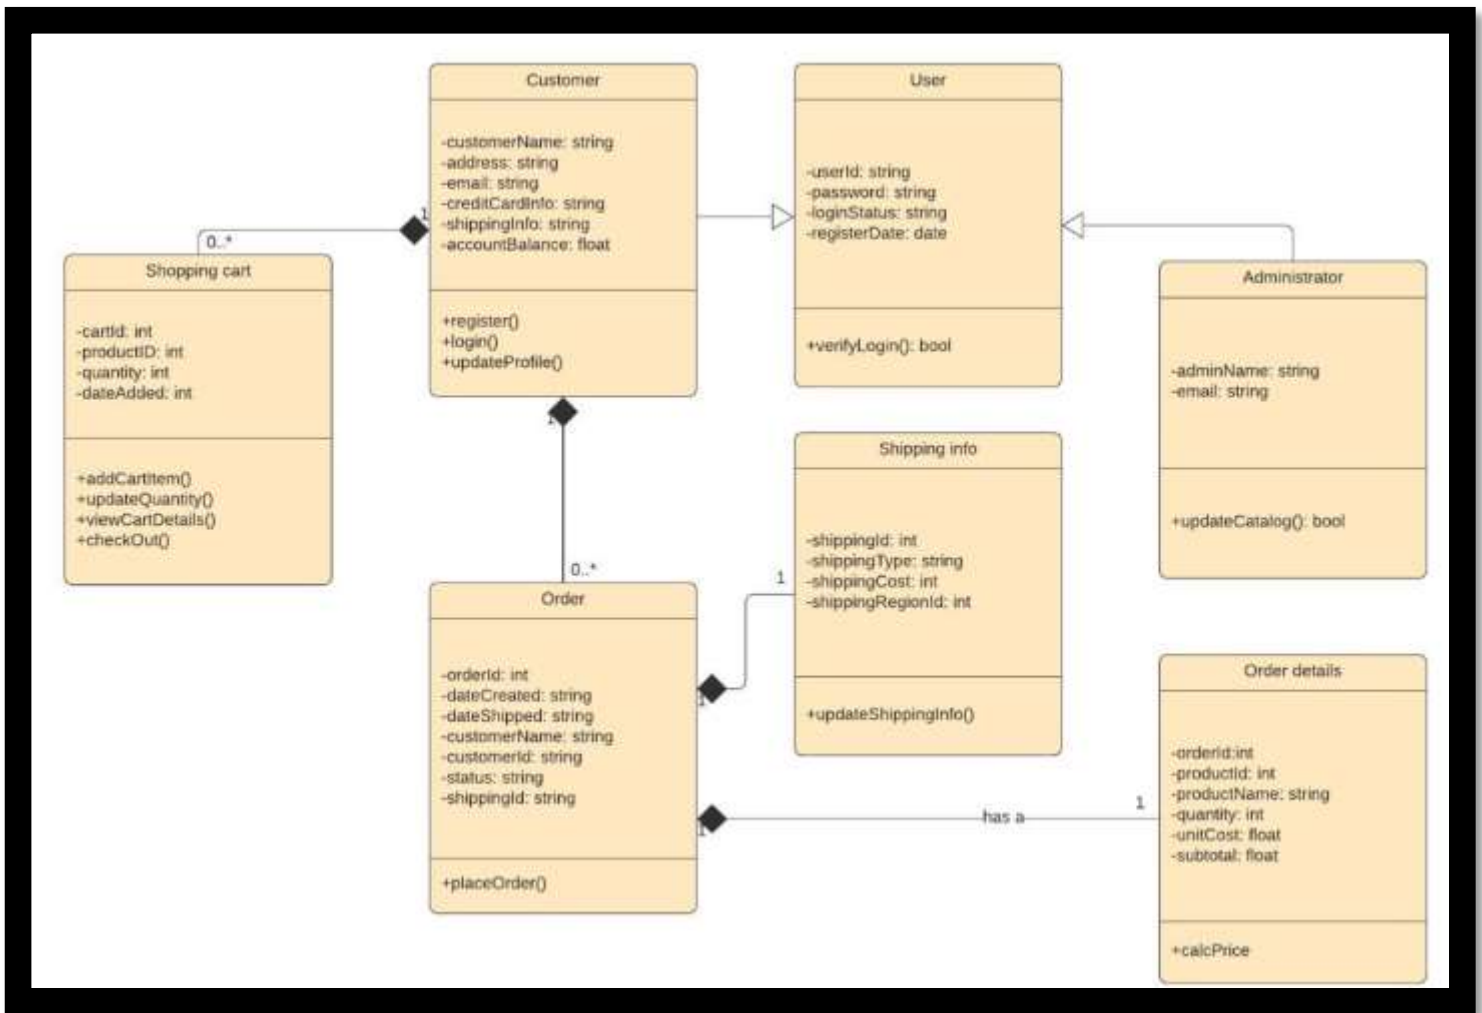 Customer
-customerName: string
-address: string
-email: string
-creditCardInfo: string
-shippingInfo: string
-accountBalance: float
+register()
+login()
+updateProfile()
1
1
User
-userId: string
-password: string
-loginStatus: string
-registerDate: date
+verifyLogin(): bool
0..*
Shopping cart
-cartId: int
-productID: int
-quantity: int
-dateAdded: int
+addCartItem()
+updateQuantity()
+viewCartDetails()
+checkOut()
Administrator
-adminName: string
-email: string
+updateCatalog(): bool
Shipping info
-shippingId: int
-shippingType: string
-shippingCost: int
-shippingRegionId: int
+updateShippingInfo()
1
0..*
Order
-orderId: int
-dateCreated: string
-dateShipped: string
-customerName: string
-customerId: string
-status: string
-shippingId: string
+placeOrder()
1
1
has a
1
Order details
-orderId:int
-productId: int
-productName: string
-quantity: int
-unitCost: float
-subtotal: float
+calcPrice